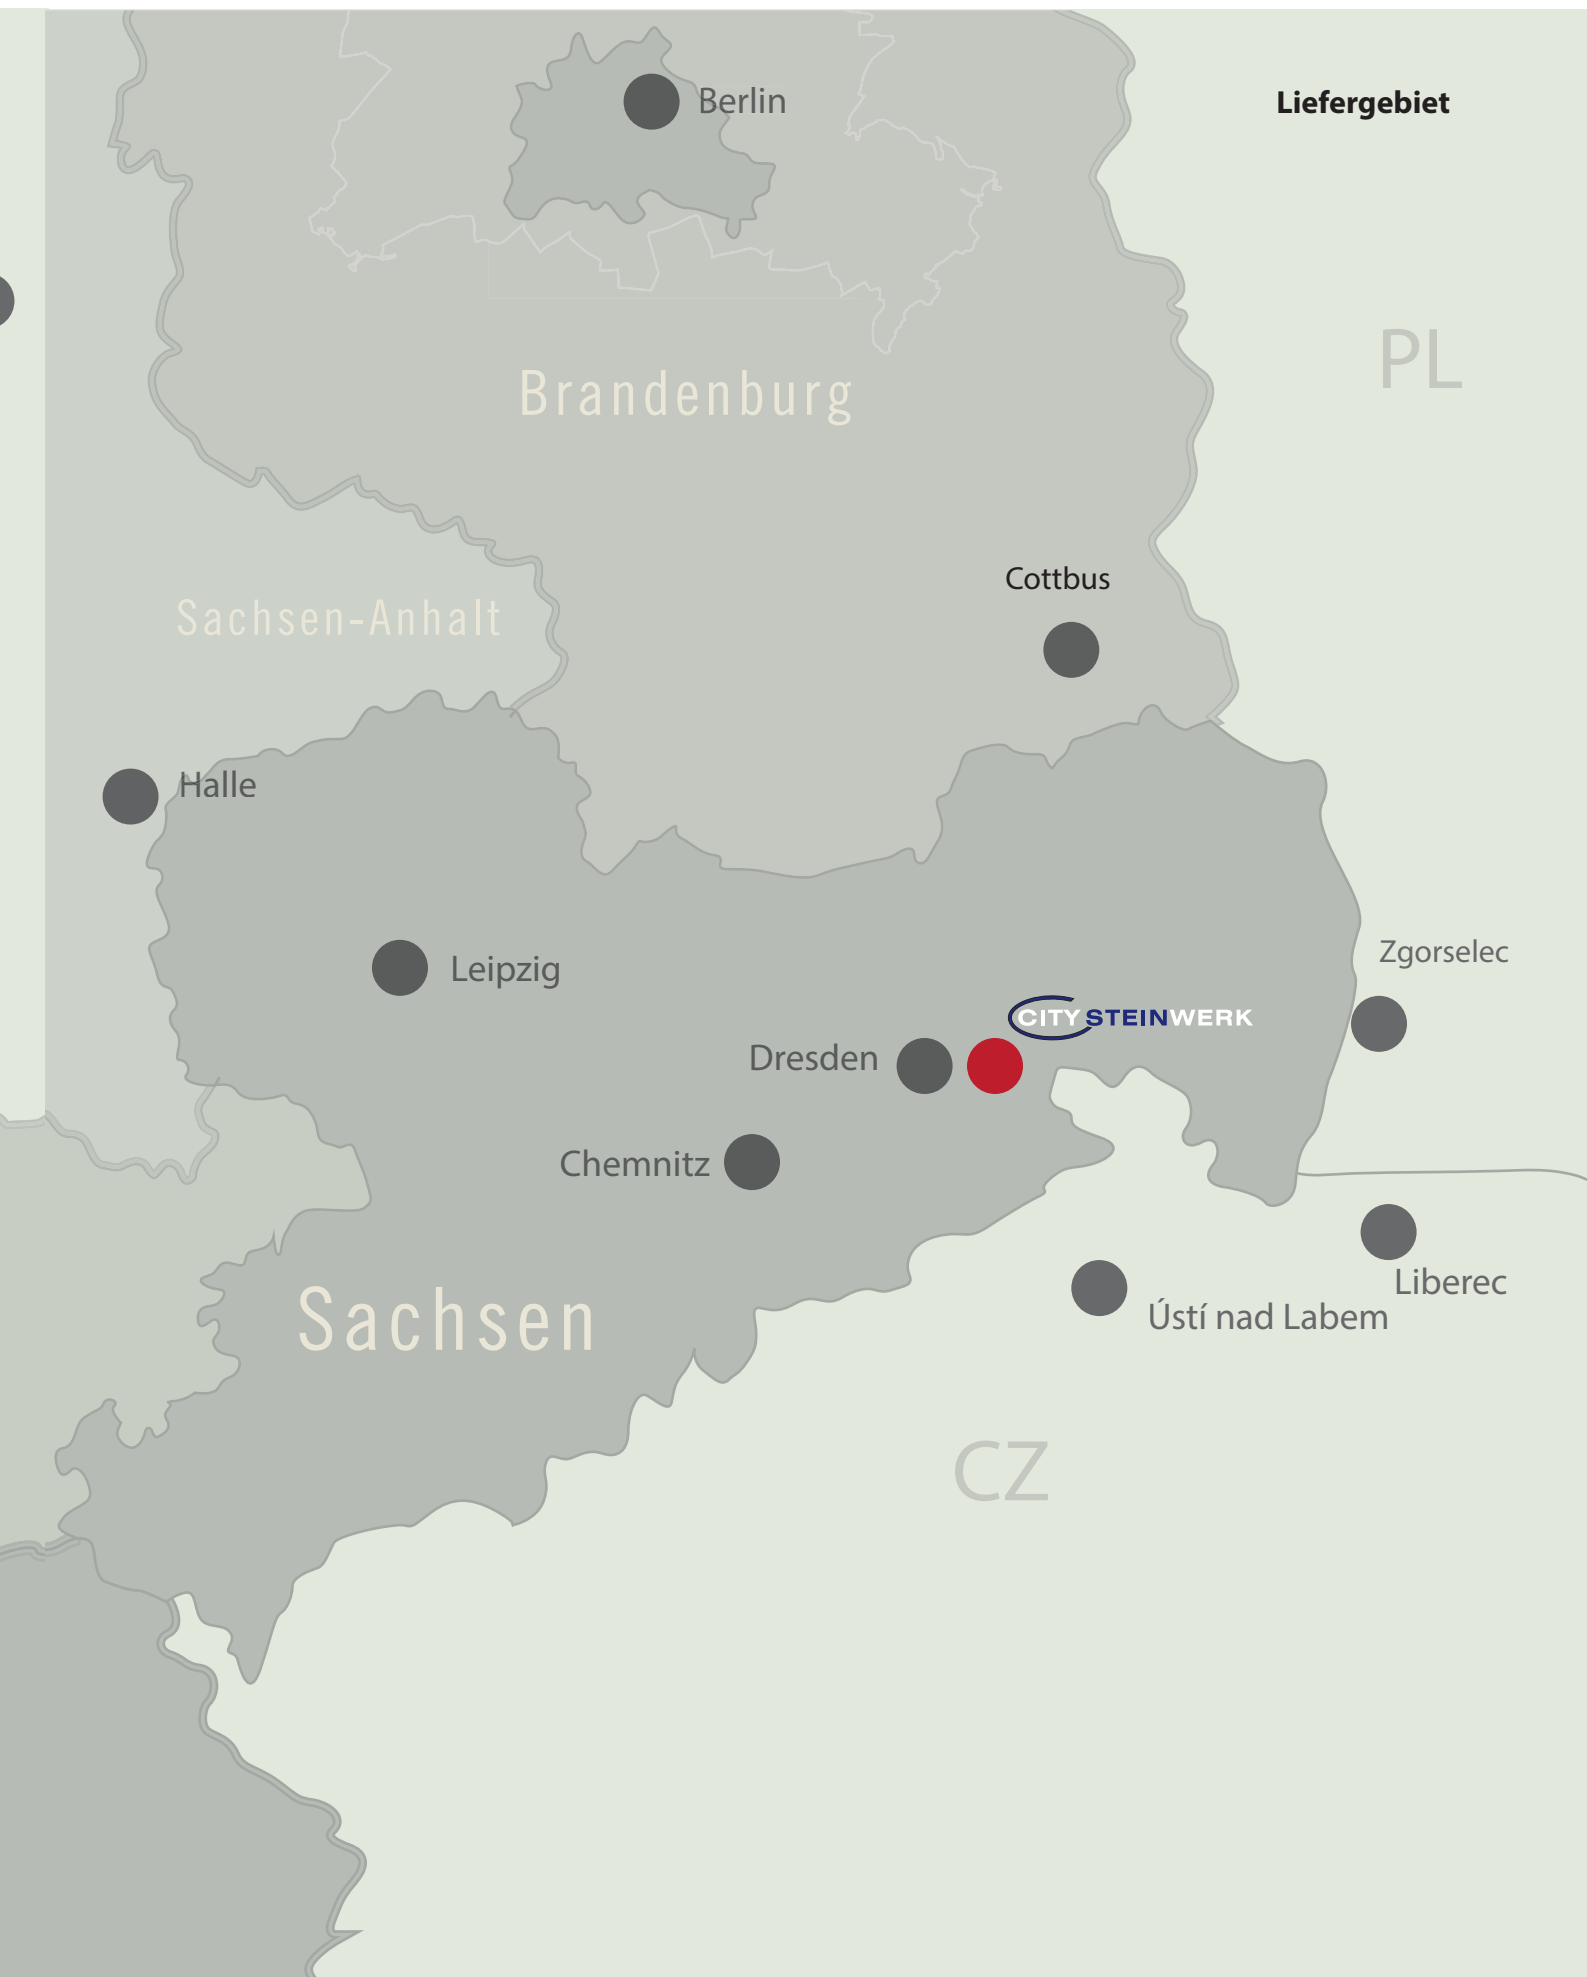 Berlin
Liefergebiet
PL
Brandenburg
Cottbus
Sachsen-Anhalt
Halle
Zgorselec
Leipzig
CITY STEINWERK
Dresden
Chemnitz
Liberec
Ústí nad Labem
Sachsen
CZ